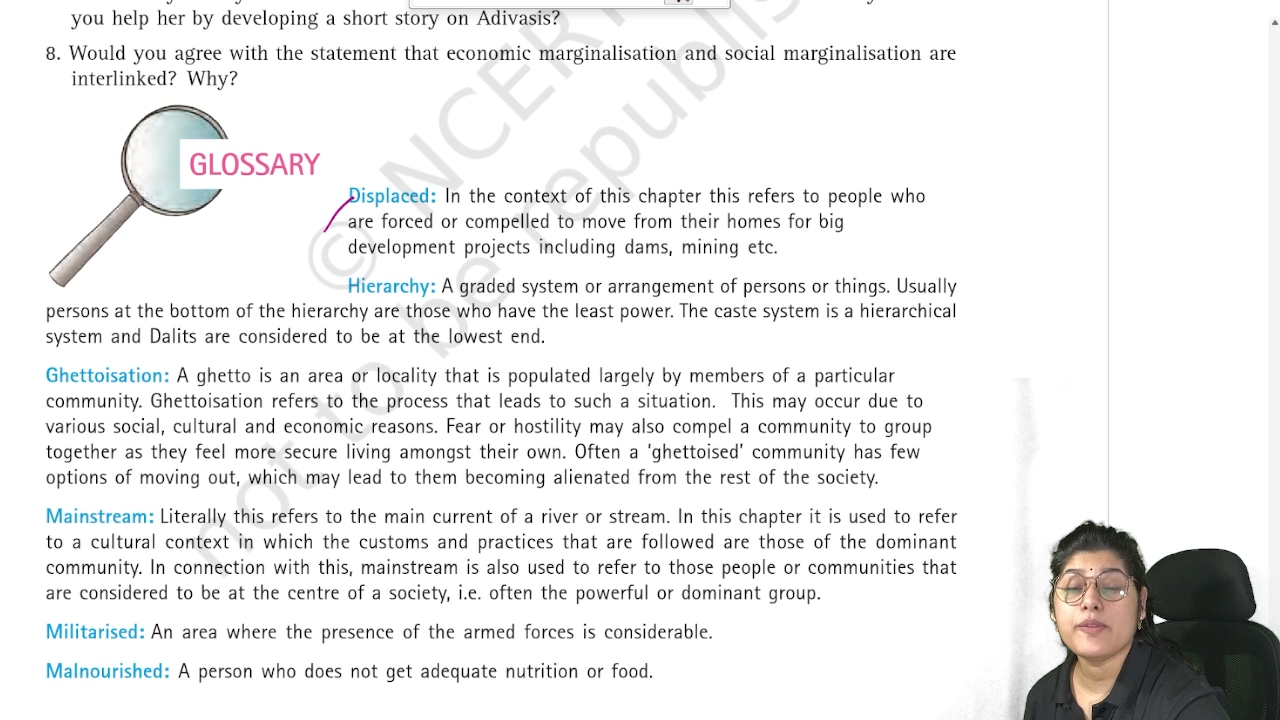 you help her by developing a short story on Adivasis?
8. Would you agree with the statement that economic marginalisation and social marginalisation are
interlinked? Why?
GLOSSARY
Displaced: In the context of this chapter this refers to people who
are forced or compelled to move from their homes for big
development projects including dams, mining etc.
Hierarchy: A graded system or arrangement of persons or things. Usually
persons at the bottom of the hierarchy are those who have the least power. The caste system is a hierarchical
system and Dalits are considered to be at the lowest end.
Ghettoisation: A ghetto is an area or locality that is populated largely by members of a particular
community. Ghettoisation refers to the process that leads to such a situation. This may occur due to
various social, cultural and economic reasons. Fear or hostility may also compel a community to group
together as they feel more secure living amongst their own. Often a ‘ghettoised’ community has few
options of moving out, which may lead to them becoming alienated from the rest of the society.
Mainstream: Literally this refers to the main current of a river or stream. In this chapter it is used to refer
to a cultural context in which the customs and practices that are followed are those of the dominant
community. In connection with this, mainstream is also used to refer to those people or communities that
are considered to be at the centre of a society, i.e. often the powerful or dominant group.
Militarised: An area where the presence of the armed forces is considerable.
Malnourished: A person who does not get adequate nutrition or food.
© NCERT
not to be republis